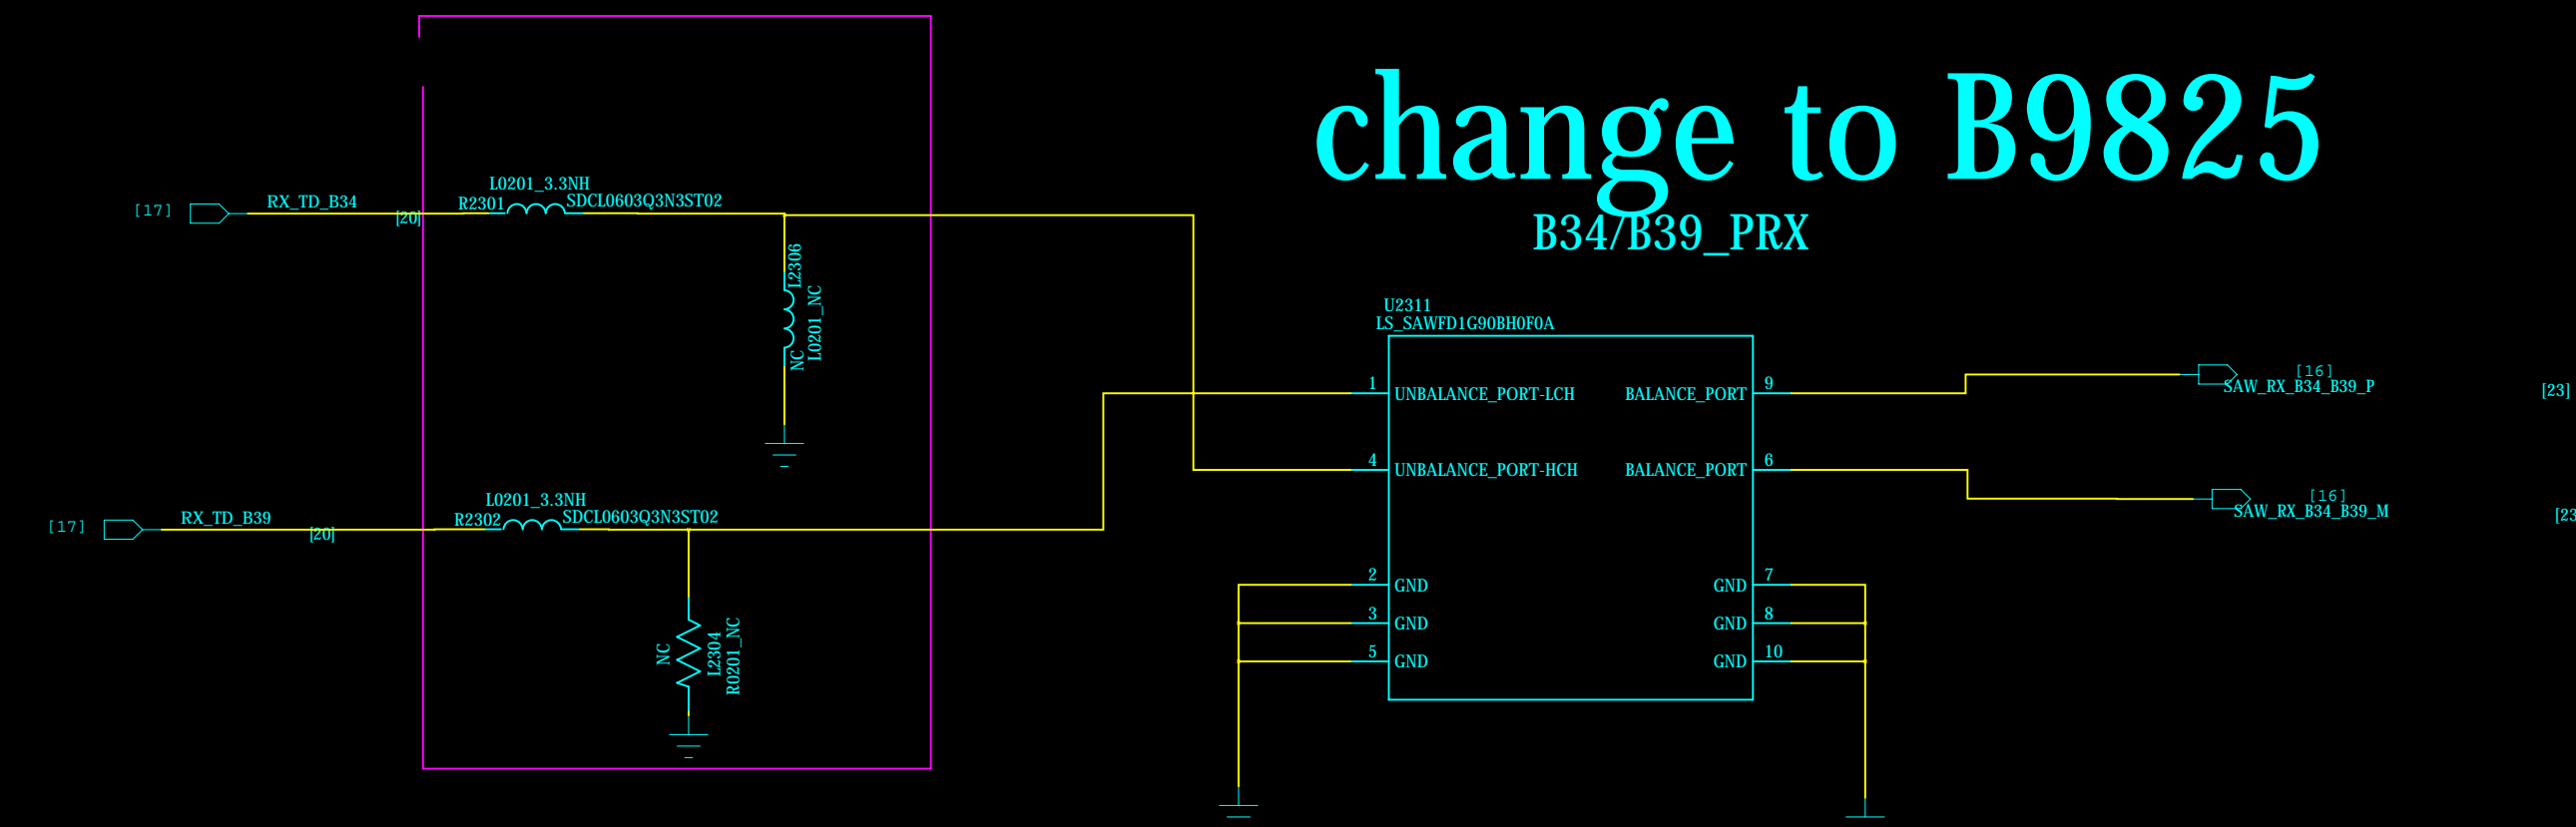 change to B9825
B34/B39_PRX
[17]
RX_TD_B34
[20]
L0201_3.3NH
R2301
SDCL0603Q3N3ST02
L2306
L0201_NC
NC
[17]
RX_TD_B39
[20]
L0201_3.3NH
R2302
SDCL0603Q3N3ST02
NC
L2304
R0201_NC
U2311
LS_SAWFD1G90BH0F0A
1 UNBALANCE_PORT-LCH BALANCE_PORT 9
4 UNBALANCE_PORT-HCH BALANCE_PORT 6
2 GND GND 7
3 GND GND 8
5 GND GND 10
[16]
SAW_RX_B34_B39_P
[23]
[16]
SAW_RX_B34_B39_M
[23